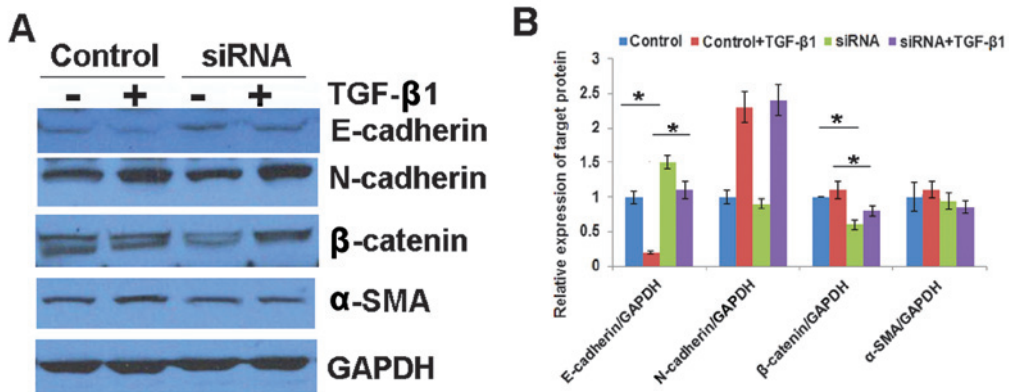 A
Control siRNA
- + - + TGF-β1
E-cadherin
N-cadherin
β-catenin
α-SMA
GAPDH
B
Control Control+TGF-β1 siRNA siRNA+TGF-β1
Relative expression of target protein
3
2.5
2
1.5
1
0.5
0
* * * *
E-cadherin/GAPDH
N-cadherin/GAPDH
β-catenin/GAPDH
α-SMA/GAPDH